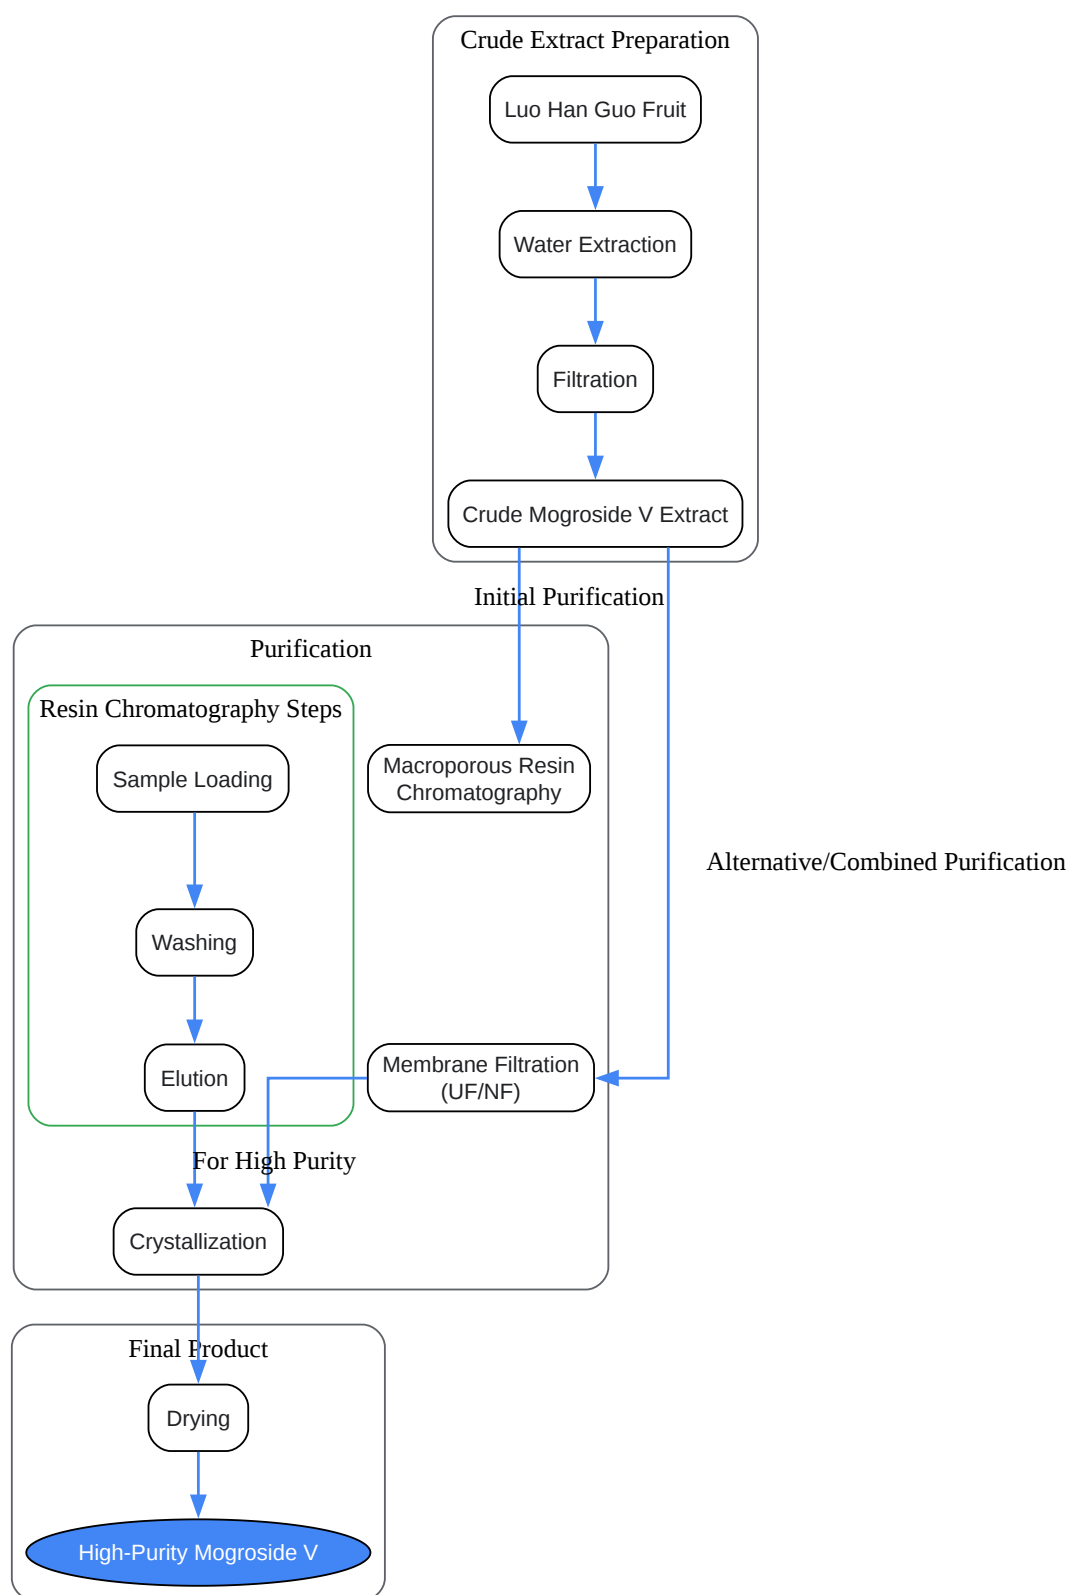 Crude Extract Preparation
Luo Han Guo Fruit
Water Extraction
Filtration
Crude Mogroside V Extract
Initial Purification
Purification
Resin Chromatography Steps
Sample Loading
Macroporous Resin
Chromatography
Alternative/Combined Purification
Washing
Elution
Membrane Filtration
(UF/NF)
For High Purity
Crystallization
Final Product
Drying
High-Purity Mogroside V